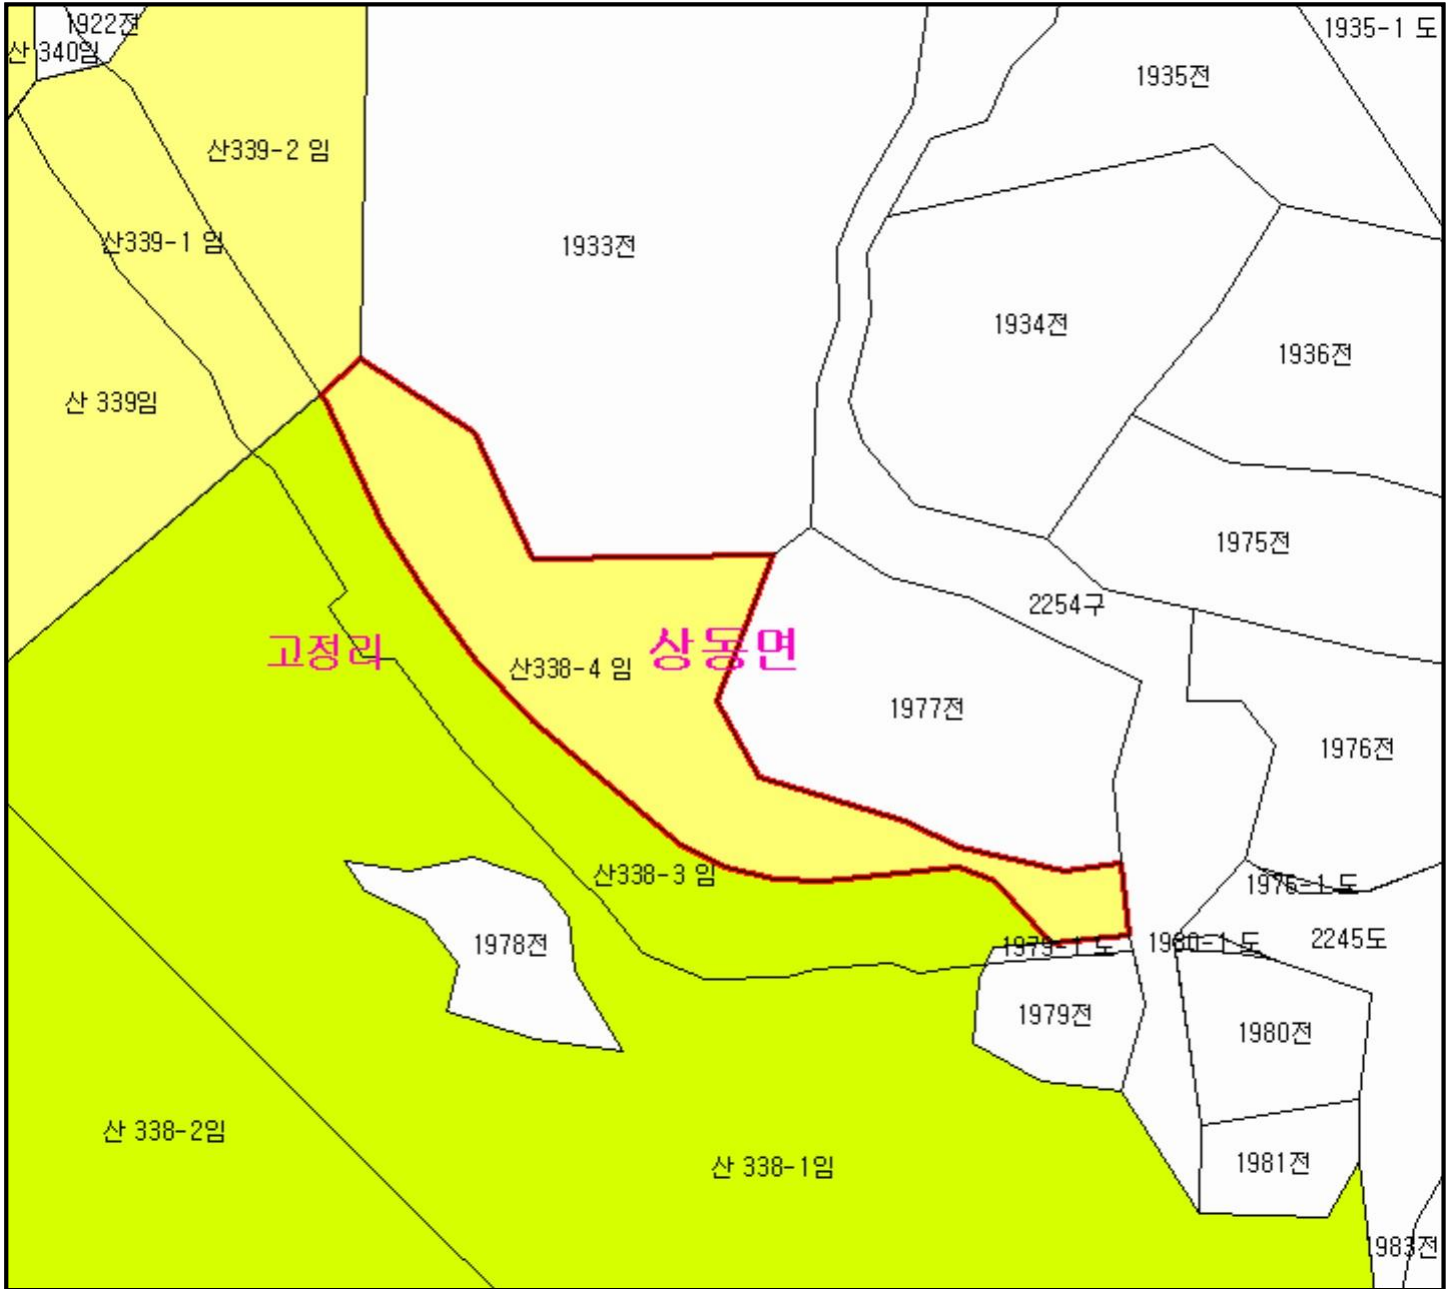 1922전
1935-1 도
산 340임
1935전
산339-2 임
산339-1 임
1933전
1934전
1936전
산 339임
1975전
2254구
고정리
상동면
산338-4 임
1977전
1976전
산338-3 임
1976-1 도
1978전
1979-1 도
1980-1 도
2245도
1979전
1980전
산 338-2임
산 338-1임
1981전
1983전